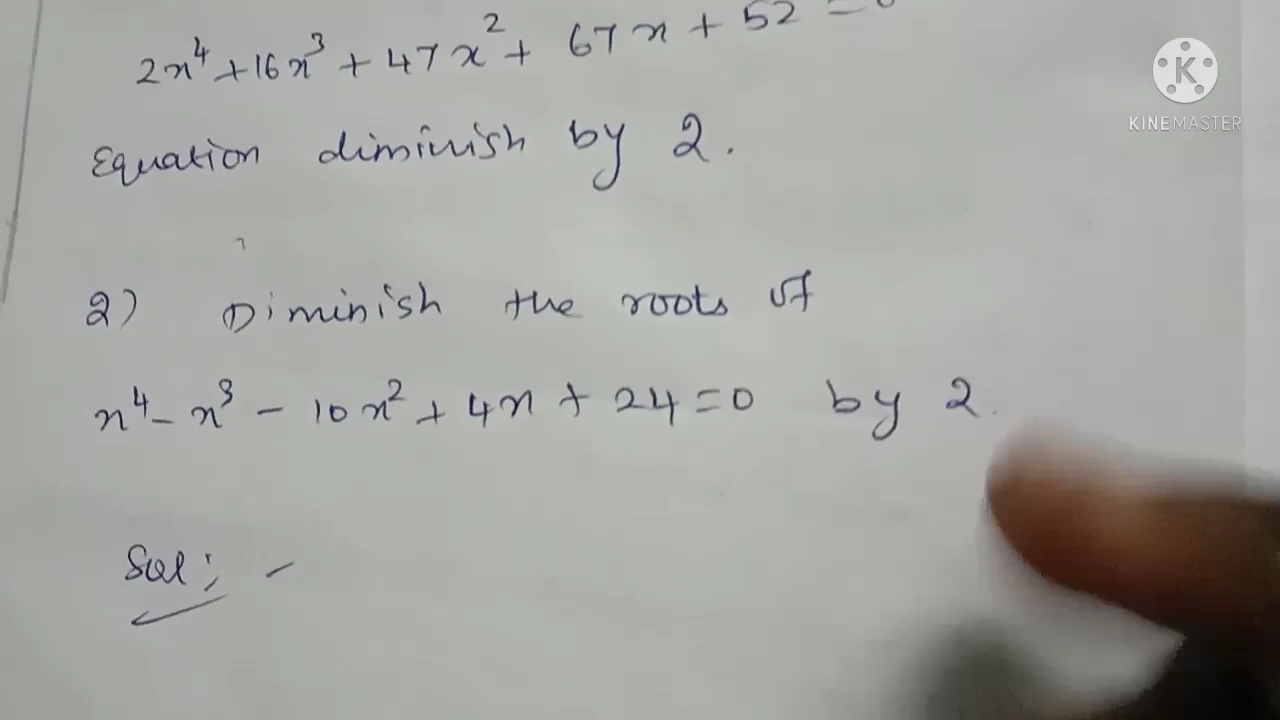 2x⁴+16x³+47x²+67x+52=0
K
KINEMASTER
Equation diminish by 2.
2) Diminish the roots of
x⁴-x³-10x²+4x+24=0 by 2.
Sol:-